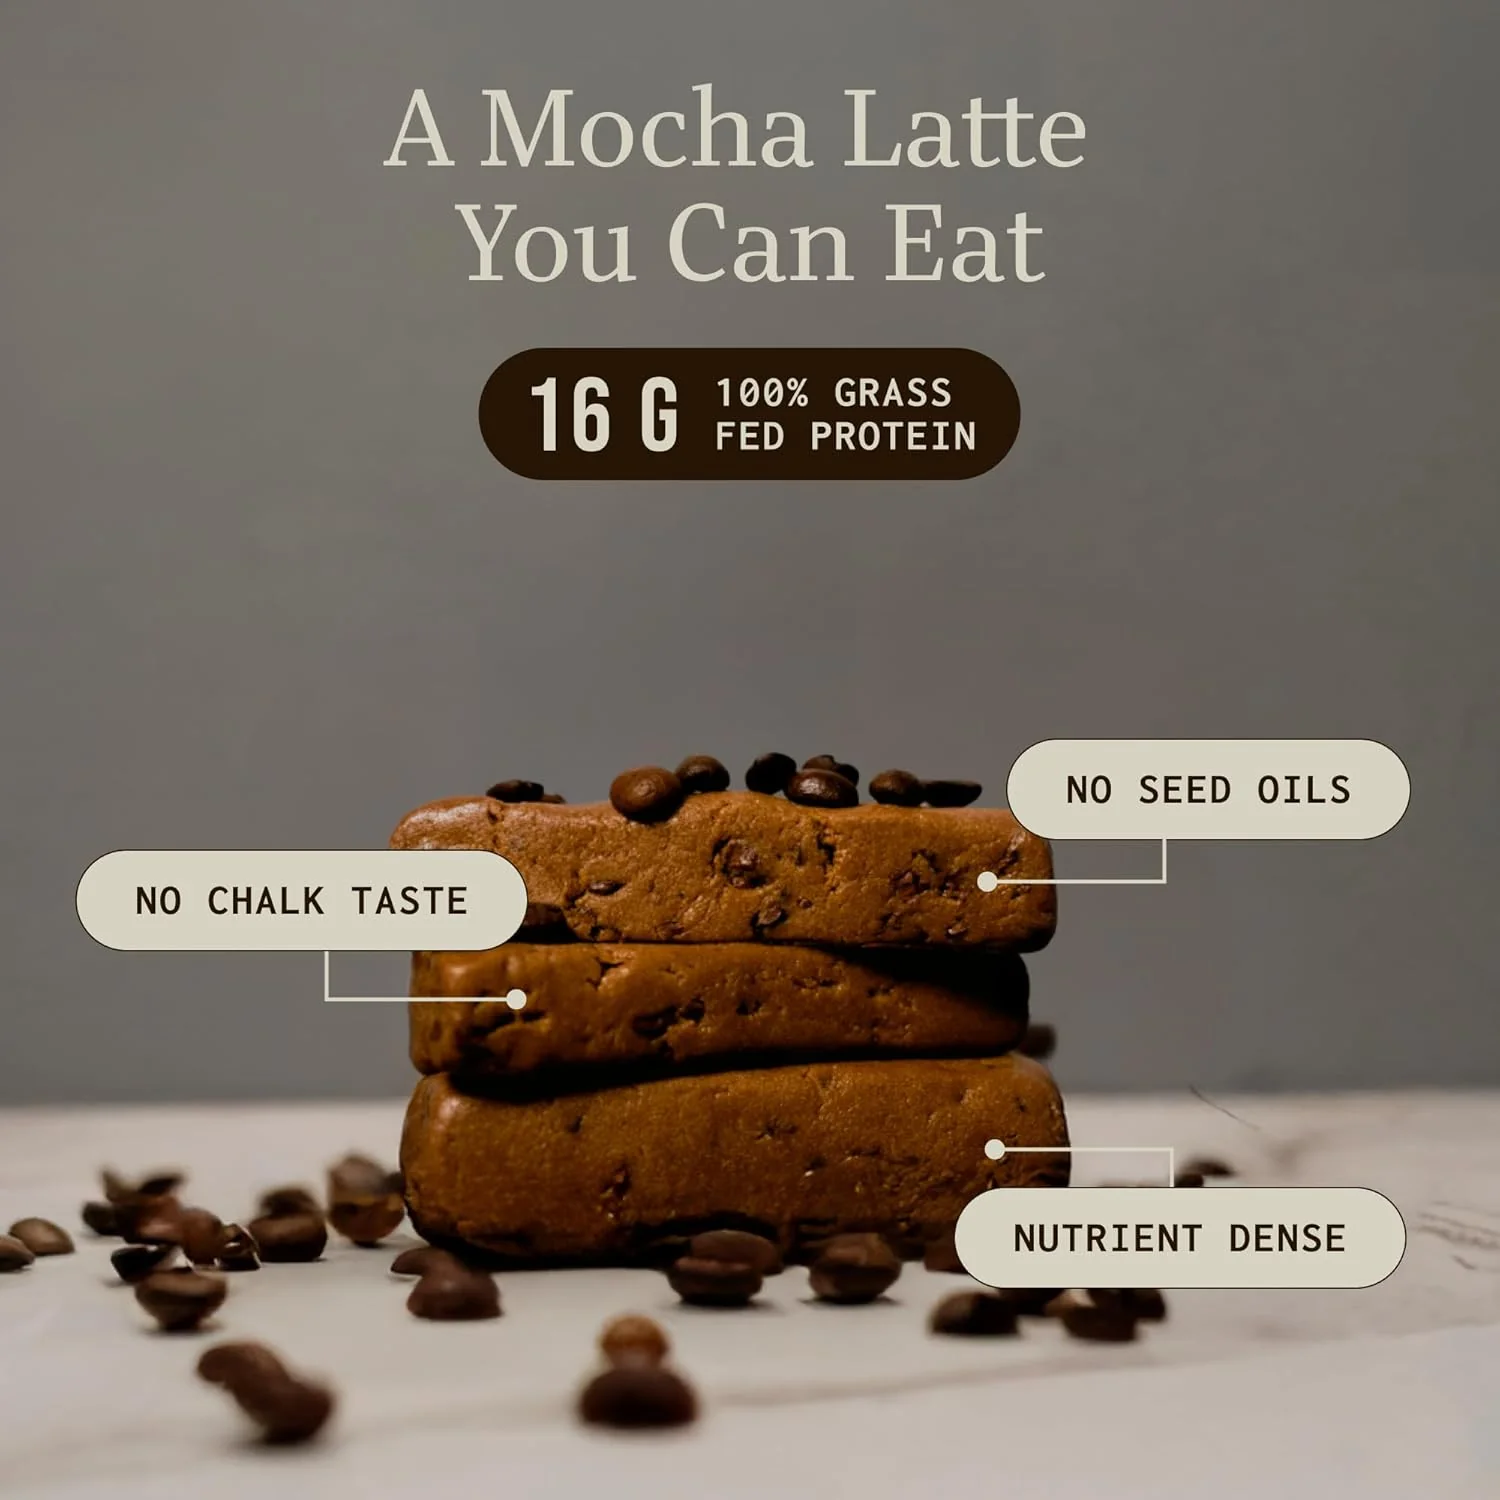 A Mocha Latte
You Can Eat
16 G
100% GRASS
FED PROTEIN
NO SEED OILS
NO CHALK TASTE
NUTRIENT DENSE